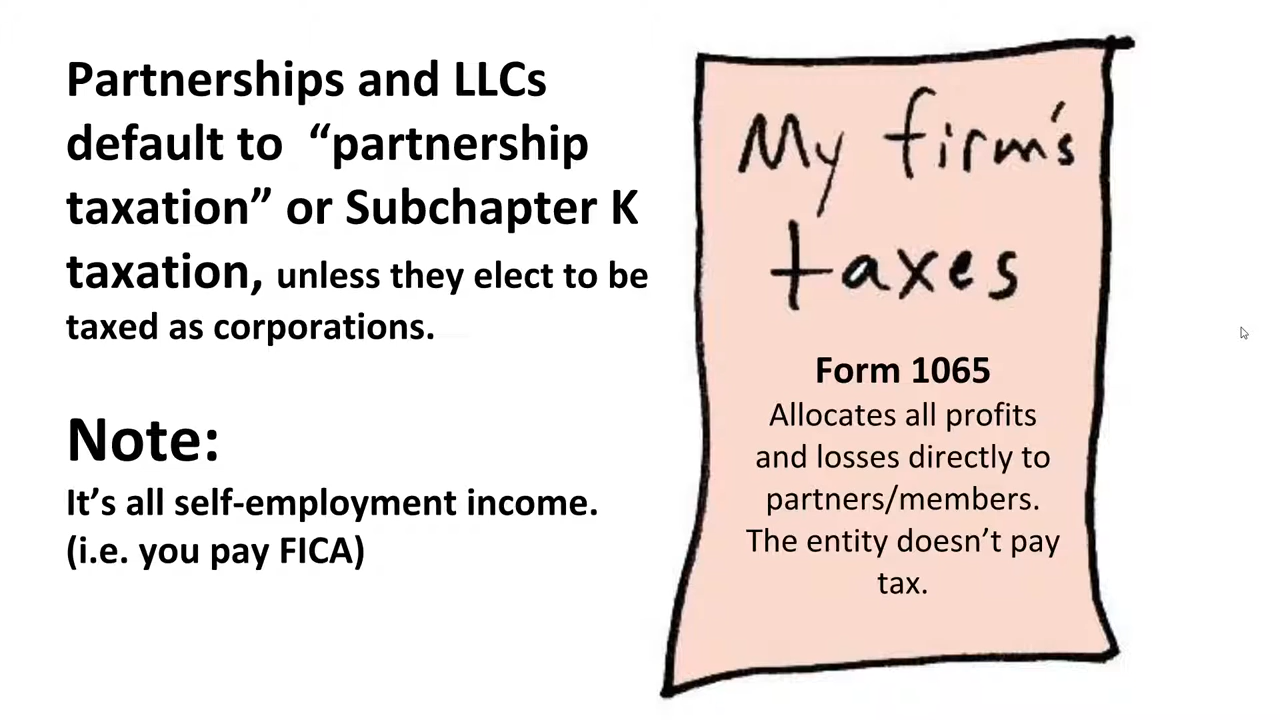 Partnerships and LLCs
default to “partnership
taxation” or Subchapter K
taxation, unless they elect to be
taxed as corporations.
Note:
It’s all self-employment income.
(i.e. you pay FICA)
My firm's
taxes
Form 1065
Allocates all profits
and losses directly to
partners/members.
The entity doesn’t pay
tax.